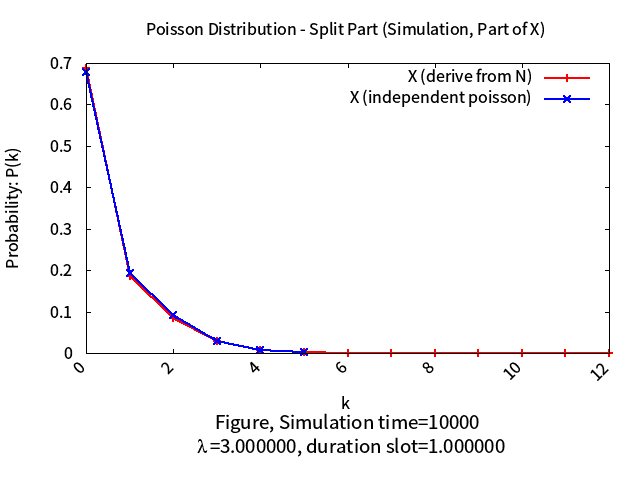 Poisson Distribution - Split Part (Simulation, Part of X)
Probability: P(k)
0.7
0.6
0.5
0.4
0.3
0.2
0.1
0
X (derive from N)
X (independent poisson)
0
2
4
6
8
10
12
k
Figure, Simulation time=10000
λ=3.000000, duration slot=1.000000